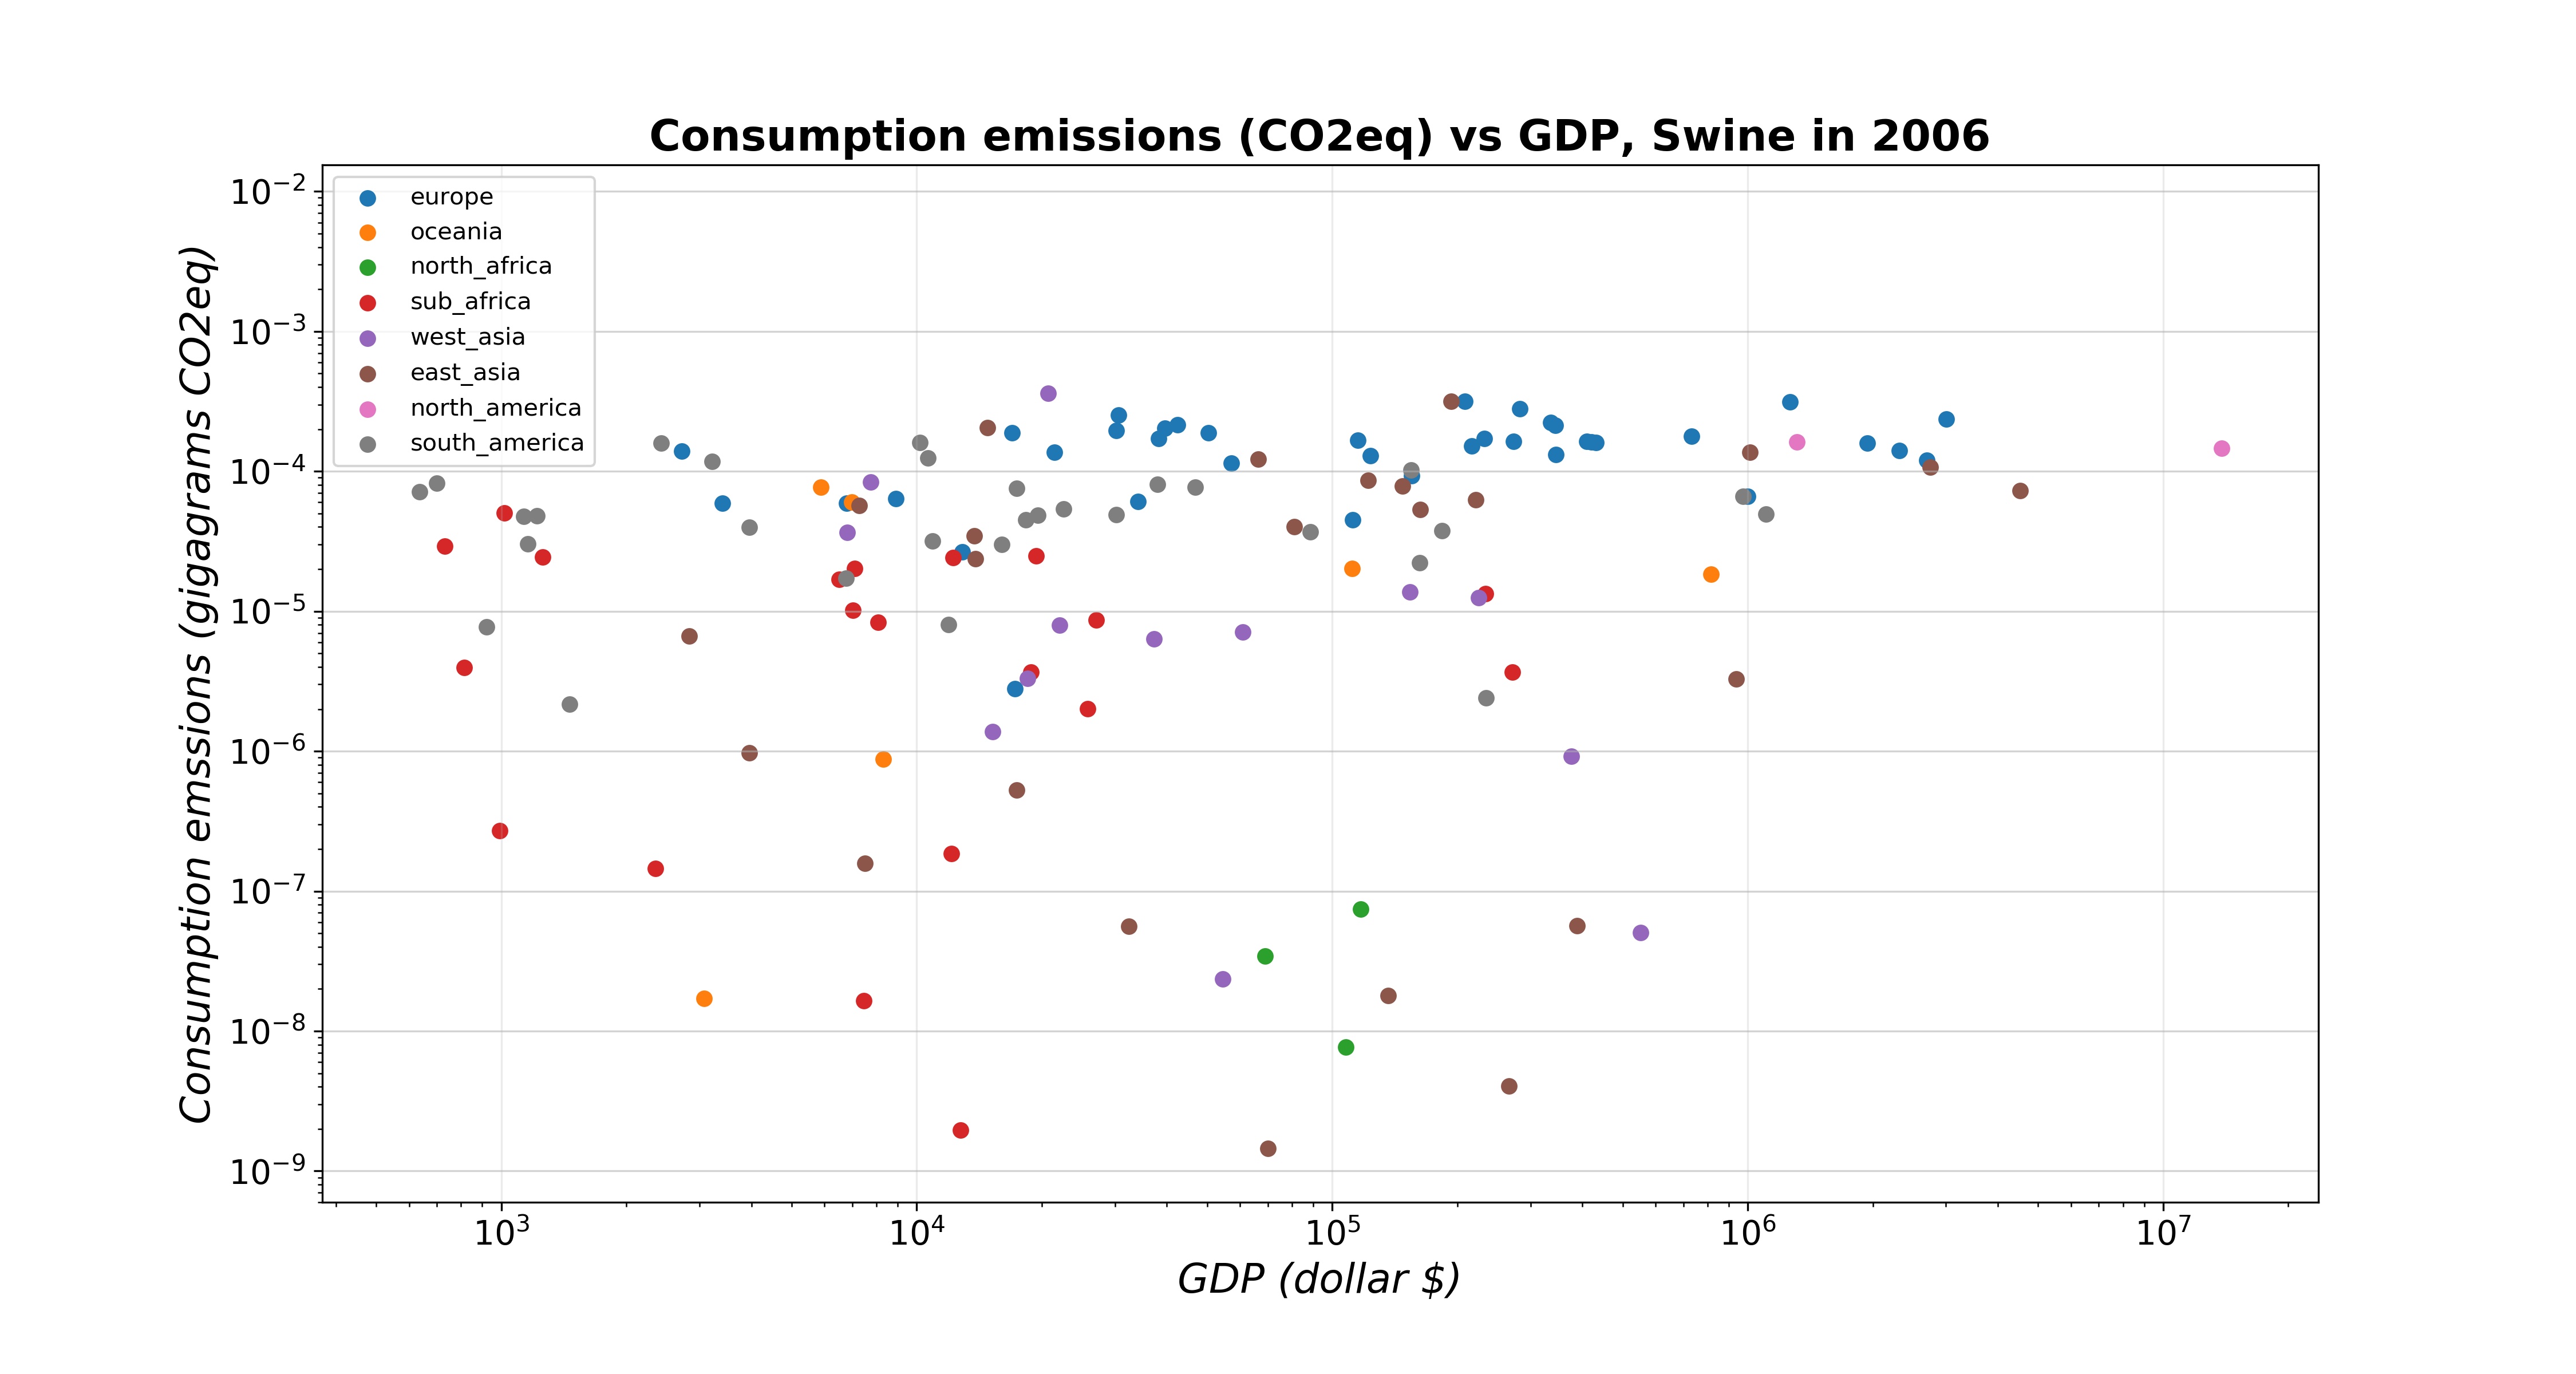 Consumption emissions (CO2eq) vs GDP, Swine in 2006
Consumption emssions (gigagrams CO2eq)
10⁻²
10⁻³
10⁻⁴
10⁻⁵
10⁻⁶
10⁻⁷
10⁻⁸
10⁻⁹
europe
oceania
north_africa
sub_africa
west_asia
east_asia
north_america
south_america
10³ 10⁴ 10⁵ 10⁶ 10⁷
GDP (dollar $)